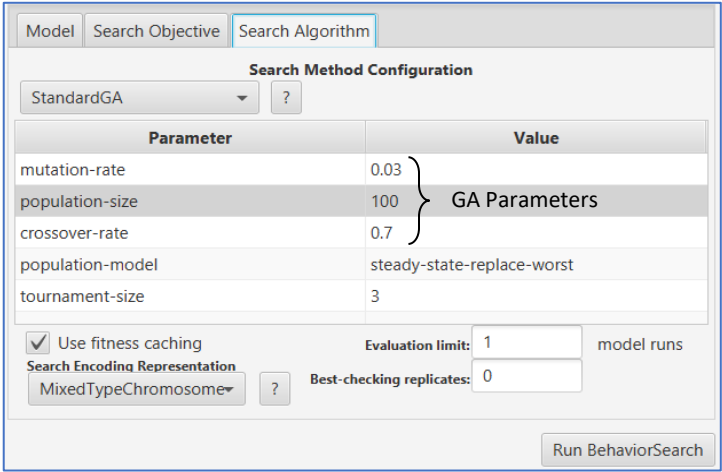 Model Search Objective Search Algorithm
Search Method Configuration
StandardGA ?
Parameter Value
mutation-rate 0.03
population-size 100 GA Parameters
crossover-rate 0.7
population-model steady-state-replace-worst
tournament-size 3
Use fitness caching Evaluation limit: 1 model runs
Search Encoding Representation
MixedTypeChromosome ? Best-checking replicates: 0
Run BehaviorSearch